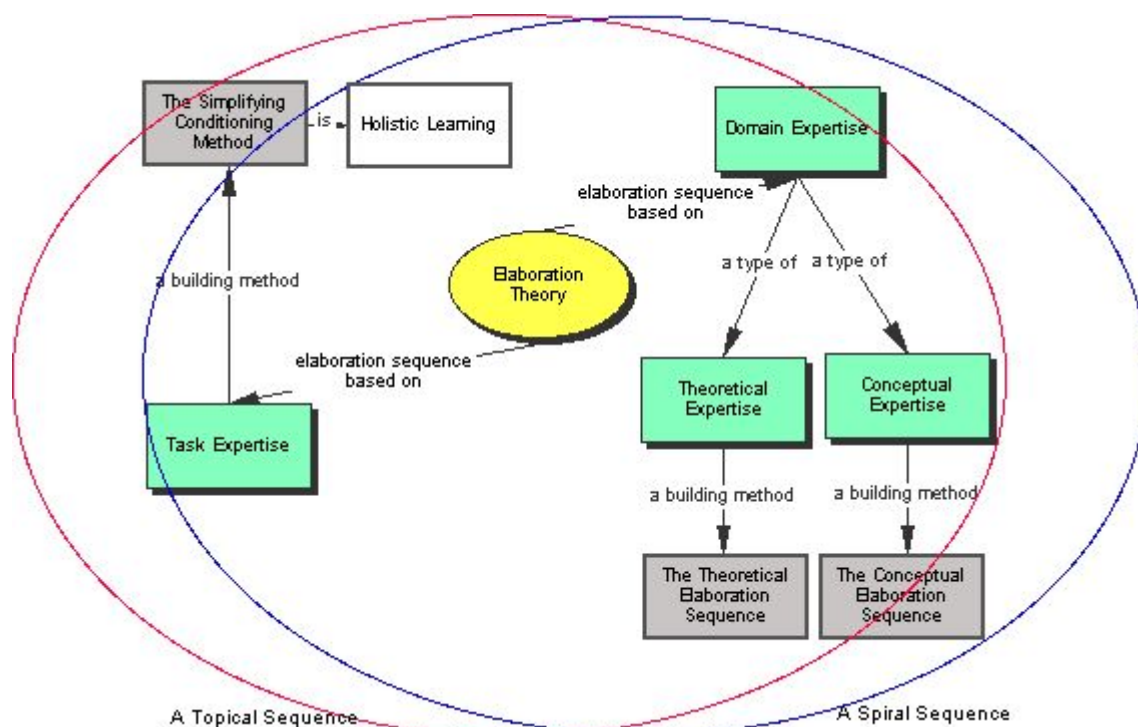 The Simplifying
Conditioning
Method
is
Holistic Learning
Domain Expertise
elaboration sequence
based on
a type of
a type of
Elaboration
Theory
a building method
elaboration sequence
based on
Task Expertise
Theoretical
Expertise
Conceptual
Expertise
a building method
a building method
The Theoretical
Elaboration
Sequence
The Conceptual
Elaboration
Sequence
A Topical Sequence
A Spiral Sequence